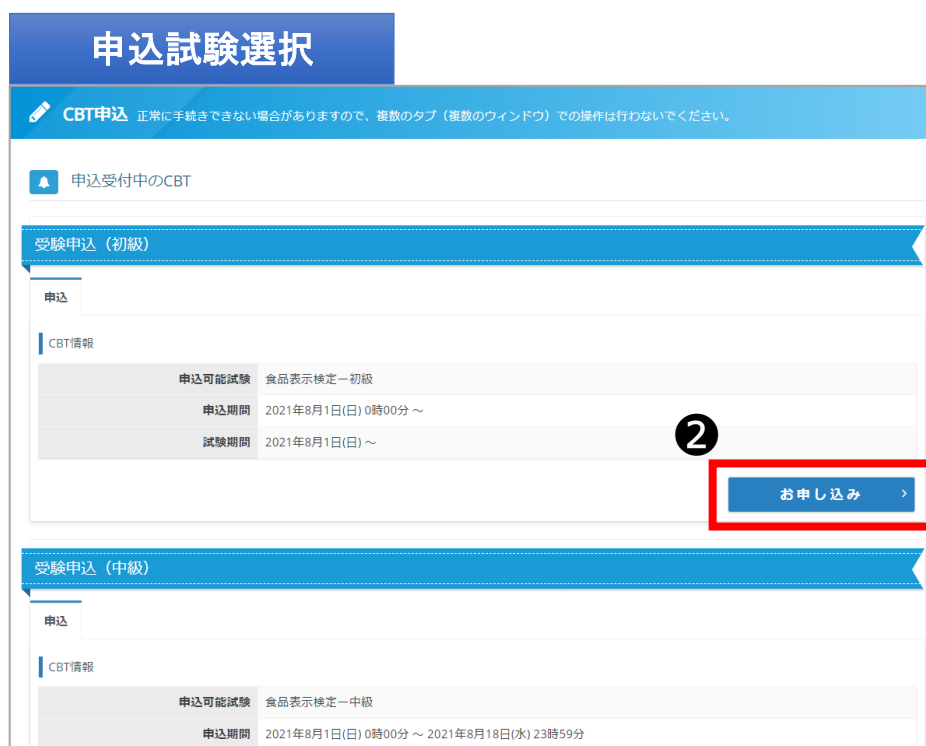 申込試験選択
CBT申込 正常に手続きできない場合がありますので、複数のタブ（複数のウィンドウ）での操作は行わないでください。
申込受付中のCBT
受験申込（初級）
申込
CBT情報
申込可能試験 食品表示検定ー初級
申込期間 2021年8月1日(日) 0時00分 ～
試験期間 2021年8月1日(日) ～
❷
お申し込み
受験申込（中級）
申込
CBT情報
申込可能試験 食品表示検定ー中級
申込期間 2021年8月1日(日) 0時00分 ～ 2021年8月18日(水) 23時59分